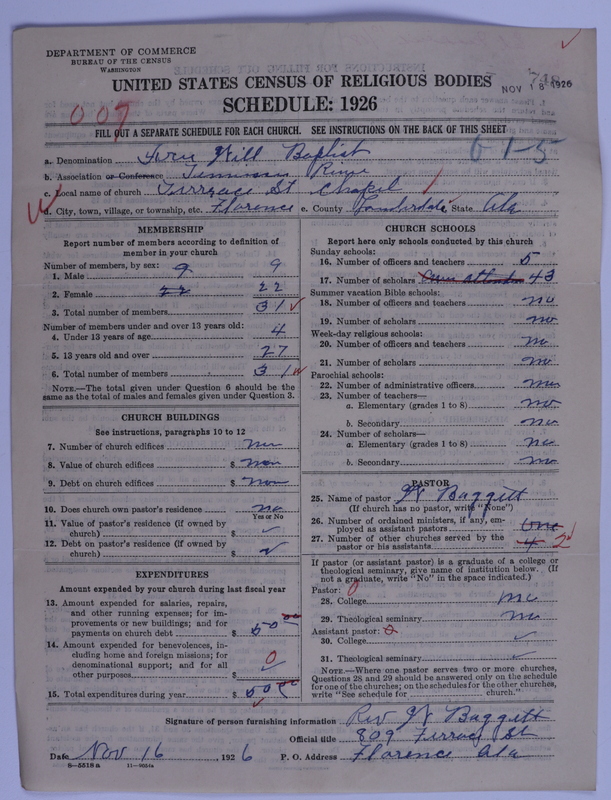 DEPARTMENT OF COMMERCE
BUREAU OF THE CENSUS
WASHINGTON
NOV 18 1926
UNITED STATES CENSUS OF RELIGIOUS BODIES
SCHEDULE: 1926
007
FILL OUT A SEPARATE SCHEDULE FOR EACH CHURCH. SEE INSTRUCTIONS ON THE BACK OF THIS SHEET
61-5
a. Denomination Free Will Baptist
b. Association or Conference Tennessee River
c. Local name of church Terrace St Chapel
d. City, town, village, or township, etc. Florence e. County Lauderdale State Ala
MEMBERSHIP
Report number of members according to definition of member in your church
Number of members, by sex:
1. Male 9 9
2. Female 22 22
3. Total number of members 31
Number of members under and over 13 years old:
4. Under 13 years of age 4
5. 13 years old and over 27
6. Total number of members 31
NOTE.—The total given under Question 6 should be the same as the total of males and females given under Question 3.
CHURCH BUILDINGS
See instructions, paragraphs 10 to 12
7. Number of church edifices
8. Value of church edifices $
9. Debt on church edifices $
10. Does church own pastor's residence no
Yes or No
11. Value of pastor's residence (if owned by church) $
12. Debt on pastor's residence (if owned by church) $
EXPENDITURES
Amount expended by your church during last fiscal year
13. Amount expended for salaries, repairs, and other running expenses; for improvements or new buildings; and for payments on church debt $ 50 00
14. Amount expended for benevolences, including home and foreign missions; for denominational support; and for all other purposes $ 0
15. Total expenditures during year $ 50 00
CHURCH SCHOOLS
Report here only schools conducted by this church
Sunday schools:
16. Number of officers and teachers 5
17. Number of scholars 43
Summer vacation Bible schools:
18. Number of officers and teachers no
19. Number of scholars no
Week-day religious schools:
20. Number of officers and teachers no
21. Number of scholars no
Parochial schools:
22. Number of administrative officers
23. Number of teachers—
a. Elementary (grades 1 to 8) no
b. Secondary no
24. Number of scholars—
a. Elementary (grades 1 to 8) no
b. Secondary no
PASTOR
25. Name of pastor Baggett
(If church has no pastor, write "None")
26. Number of ordained ministers, if any, employed as assistant pastors one
27. Number of other churches served by the pastor or his assistants 4 2
If pastor (or assistant pastor) is a graduate of a college or theological seminary, give name of institution below. (If not a graduate, write "No" in the space indicated.)
Pastor: 0
28. College no
29. Theological seminary no
Assistant pastor: 0
30. College
31. Theological seminary
NOTE.—Where one pastor serves two or more churches, Questions 28 and 29 should be answered only on the schedule for one of the churches; on the schedules for the other churches, write "See schedule for church."
Signature of person furnishing information Rev Baggett
Official title 809 Terrace St
Date Nov 16 1926 P. O. Address Florence Ala
8—5518a 11—9034a